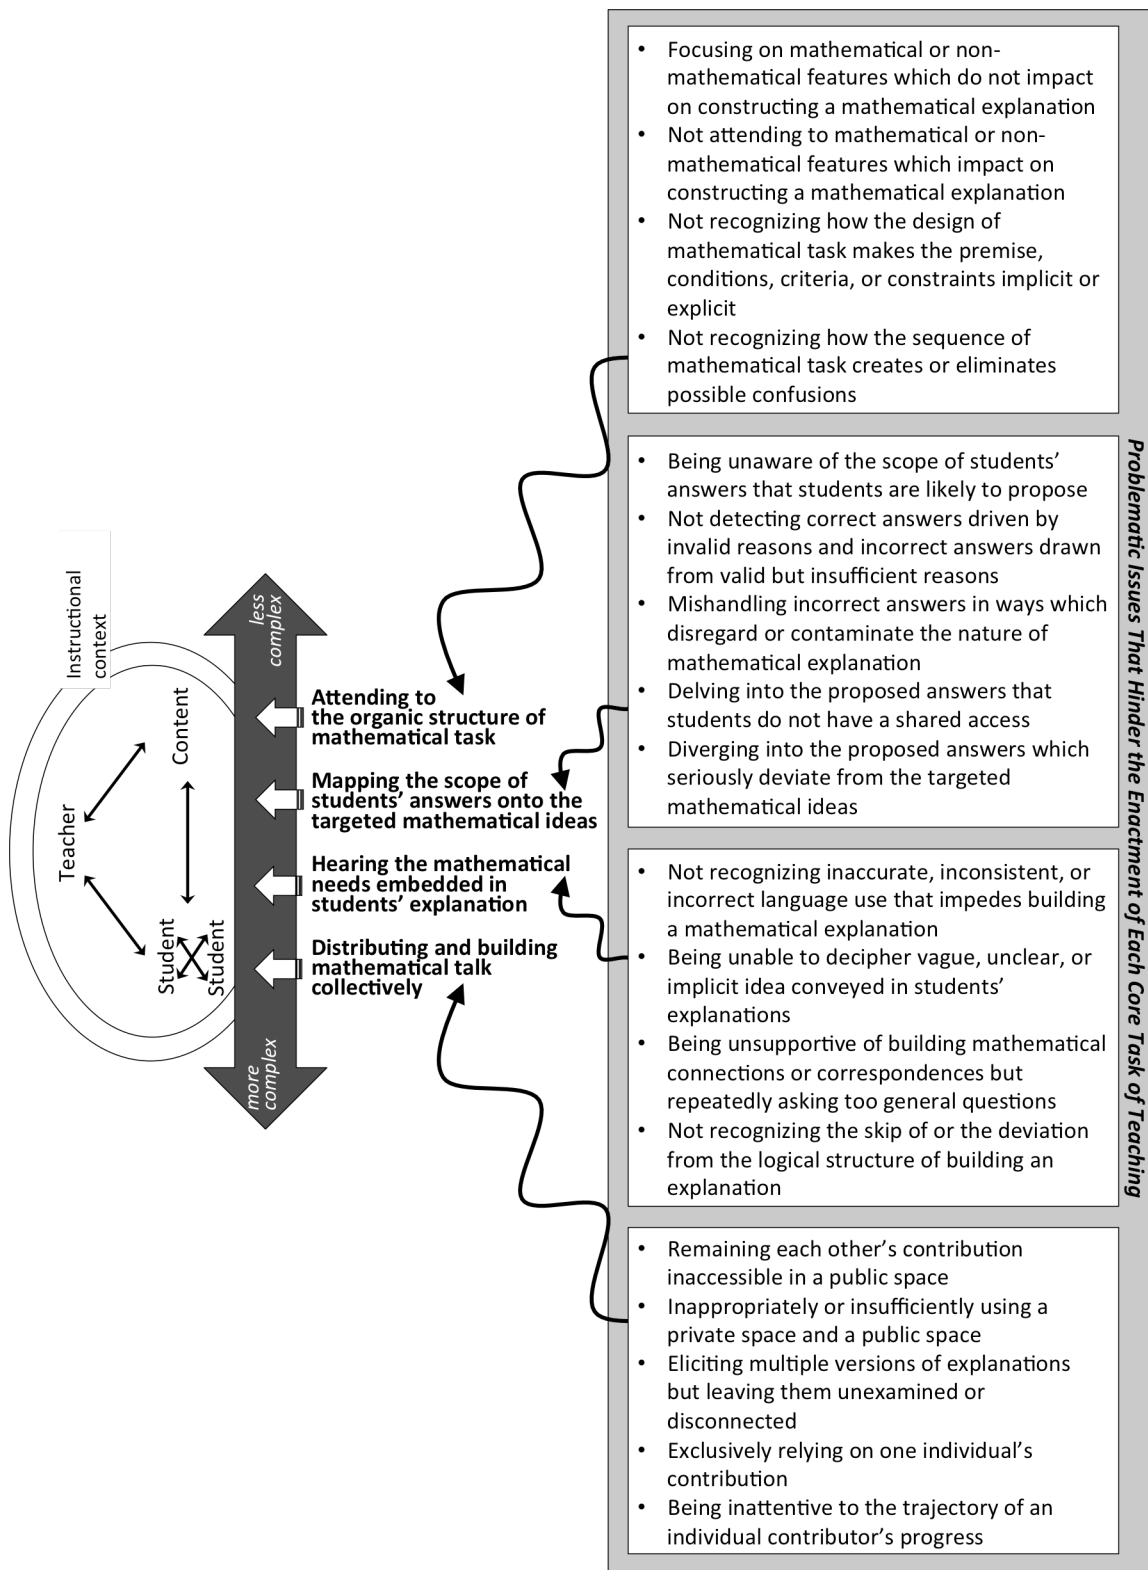 Instructional
context
Teacher
Content
Student
Student
less
complex
more
complex
Attending to
the organic structure of
mathematical task
Mapping the scope of
students’ answers onto the
targeted mathematical ideas
Hearing the mathematical
needs embedded in
students’ explanation
Distributing and building
mathematical talk
collectively
• Focusing on mathematical or non-
mathematical features which do not impact
on constructing a mathematical explanation
• Not attending to mathematical or non-
mathematical features which impact on
constructing a mathematical explanation
• Not recognizing how the design of
mathematical task makes the premise,
conditions, criteria, or constraints implicit or
explicit
• Not recognizing how the sequence of
mathematical task creates or eliminates
possible confusions
• Being unaware of the scope of students’
answers that students are likely to propose
• Not detecting correct answers driven by
invalid reasons and incorrect answers drawn
from valid but insufficient reasons
• Mishandling incorrect answers in ways which
disregard or contaminate the nature of
mathematical explanation
• Delving into the proposed answers that
students do not have a shared access
• Diverging into the proposed answers which
seriously deviate from the targeted
mathematical ideas
• Not recognizing inaccurate, inconsistent, or
incorrect language use that impedes building
a mathematical explanation
• Being unable to decipher vague, unclear, or
implicit idea conveyed in students’
explanations
• Being unsupportive of building mathematical
connections or correspondences but
repeatedly asking too general questions
• Not recognizing the skip of or the deviation
from the logical structure of building an
explanation
• Remaining each other’s contribution
inaccessible in a public space
• Inappropriately or insufficiently using a
private space and a public space
• Eliciting multiple versions of explanations
but leaving them unexamined or
disconnected
• Exclusively relying on one individual’s
contribution
• Being inattentive to the trajectory of an
individual contributor’s progress
Problematic Issues That Hinder the Enactment of Each Core Task of Teaching